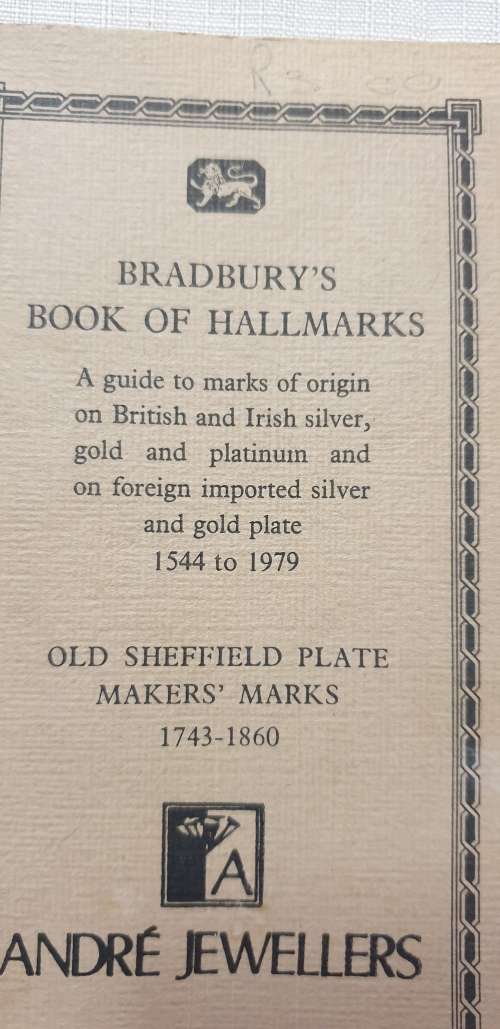 BRADBURY'S
BOOK OF HALLMARKS
A guide to marks of origin
on British and Irish silver,
gold and platinum and
on foreign imported silver
and gold plate
1544 to 1979
OLD SHEFFIELD PLATE
MAKERS' MARKS
1743-1860
A
ANDRÉ JEWELLERS